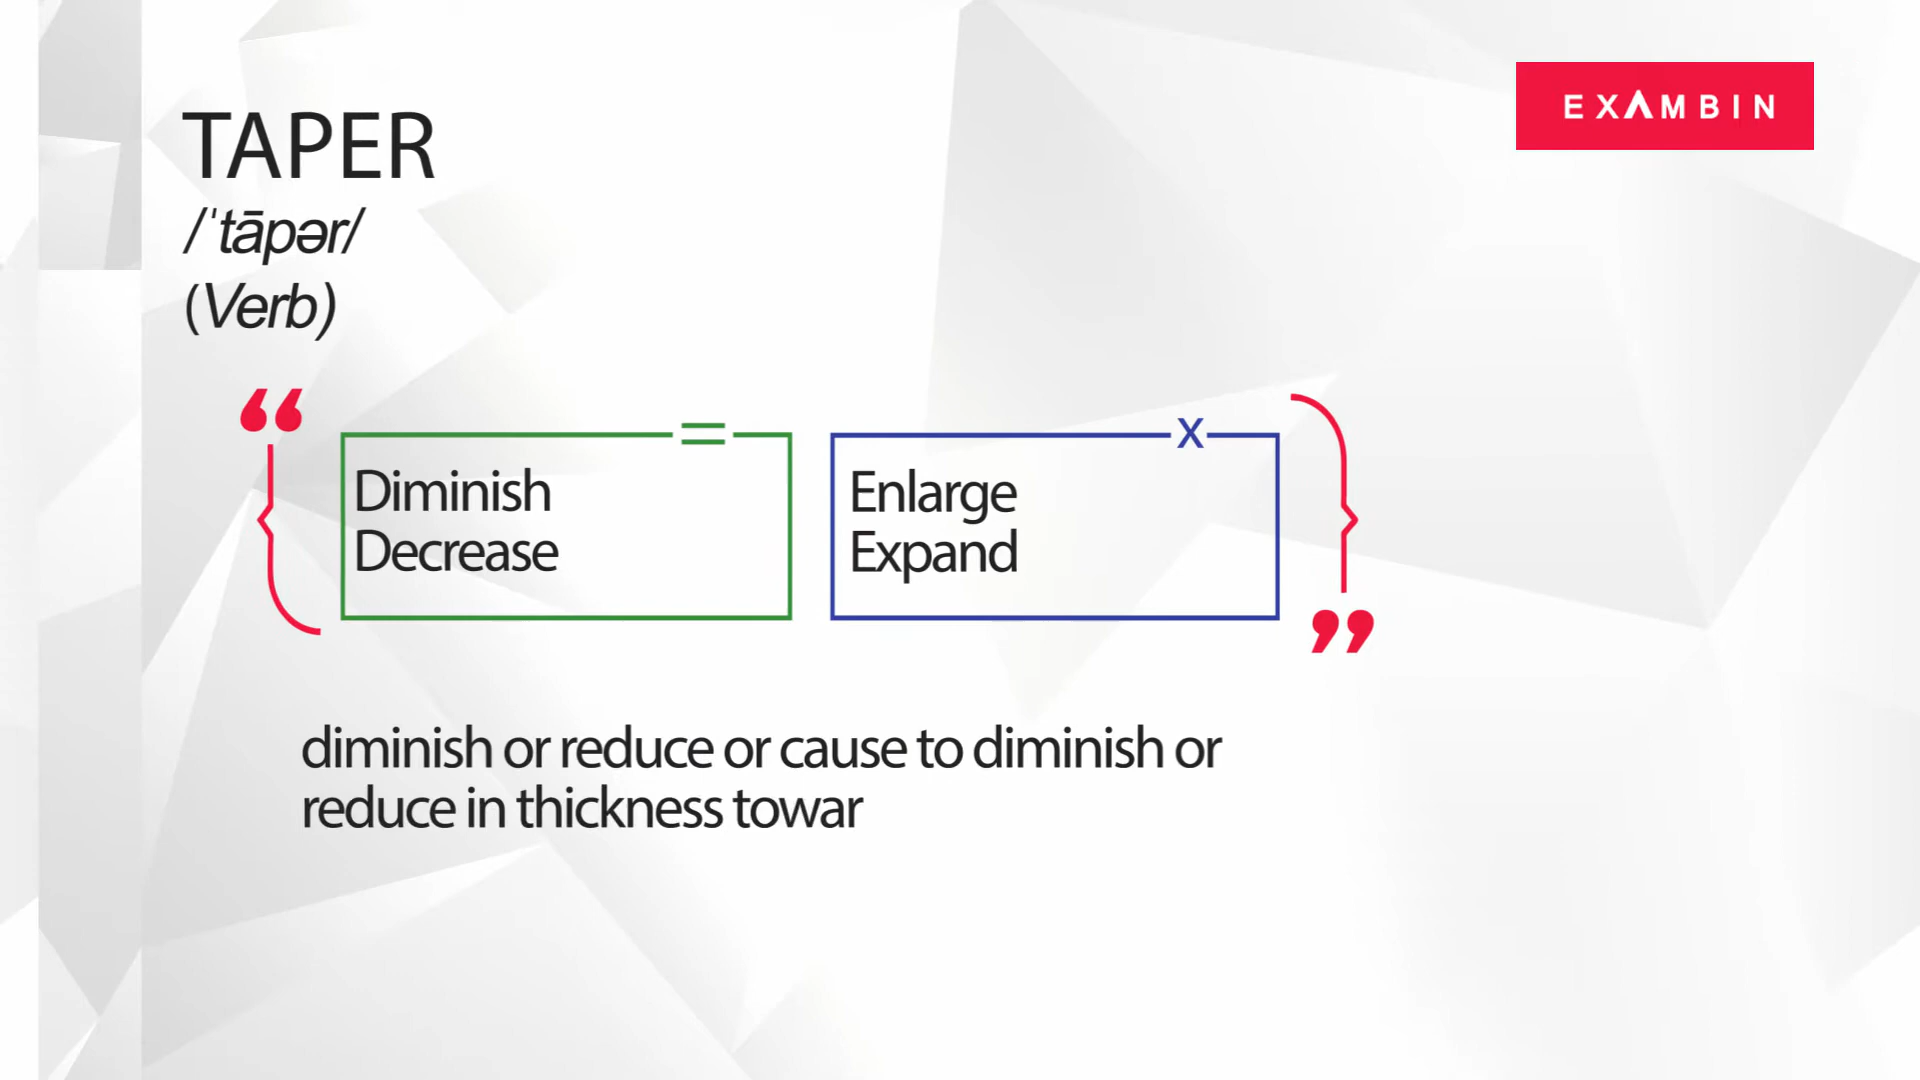 EXAMBIN
TAPER
/ˈtāpər/
(Verb)
“
=
x
Diminish
Decrease
Enlarge
Expand
”
diminish or reduce or cause to diminish or
reduce in thickness towar